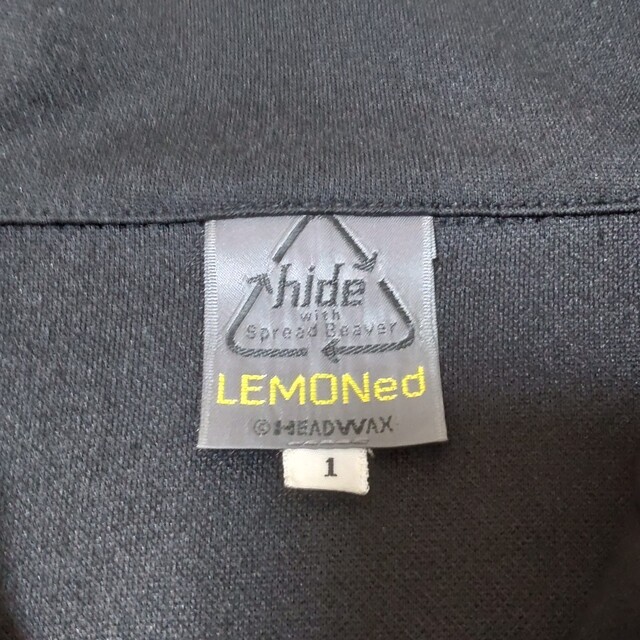 hide
with
Spread Beaver
LEMONed
© HEADWAX
1